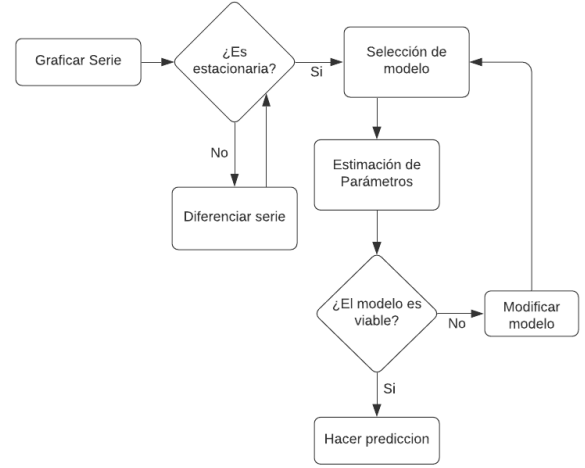 Graficar Serie
¿Es
estacionaria?
Si
No
Diferenciar serie
Selección de
modelo
Estimación de
Parámetros
¿El modelo es
viable?
No
Modificar
modelo
Si
Hacer prediccion